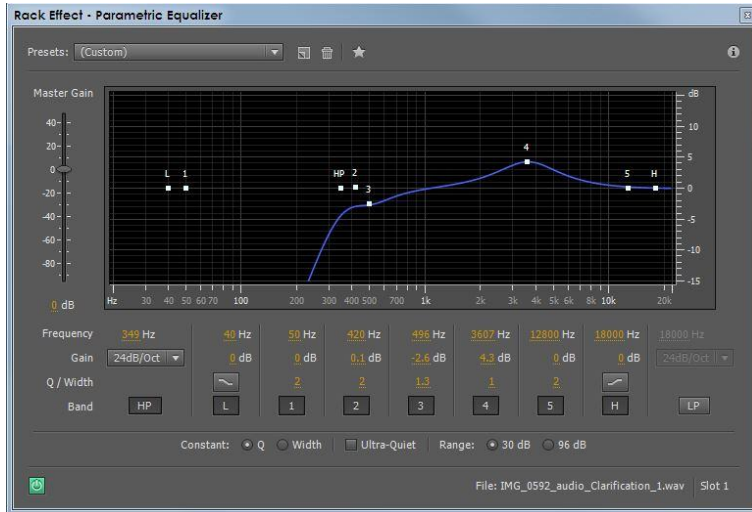 Rack Effect - Parametric Equalizer
Presets: (Custom)
Master Gain
40
20
0
-20
-40
-60
-80
0 dB
L 1 HP 2 3 4 5 H
dB
10
5
0
-5
-10
-15
Hz 30 40 50 60 70 100 200 300 400 500 700 1k 2k 3k 4k 5k 6k 8k 10k 20k
Frequency 349 Hz 40 Hz 50 Hz 420 Hz 496 Hz 3607 Hz 12800 Hz 18000 Hz 18000 Hz
Gain 24dB/Oct 0 dB 0 dB 0.1 dB -2.6 dB 4.3 dB 0 dB 0 dB 24dB/Oct
Q / Width 2 2 1.3 1 2
Band HP L 1 2 3 4 5 H LP
Constant: Q Width Ultra-Quiet Range: 30 dB 96 dB
File: IMG_0592_audio_Clarification_1.wav Slot 1